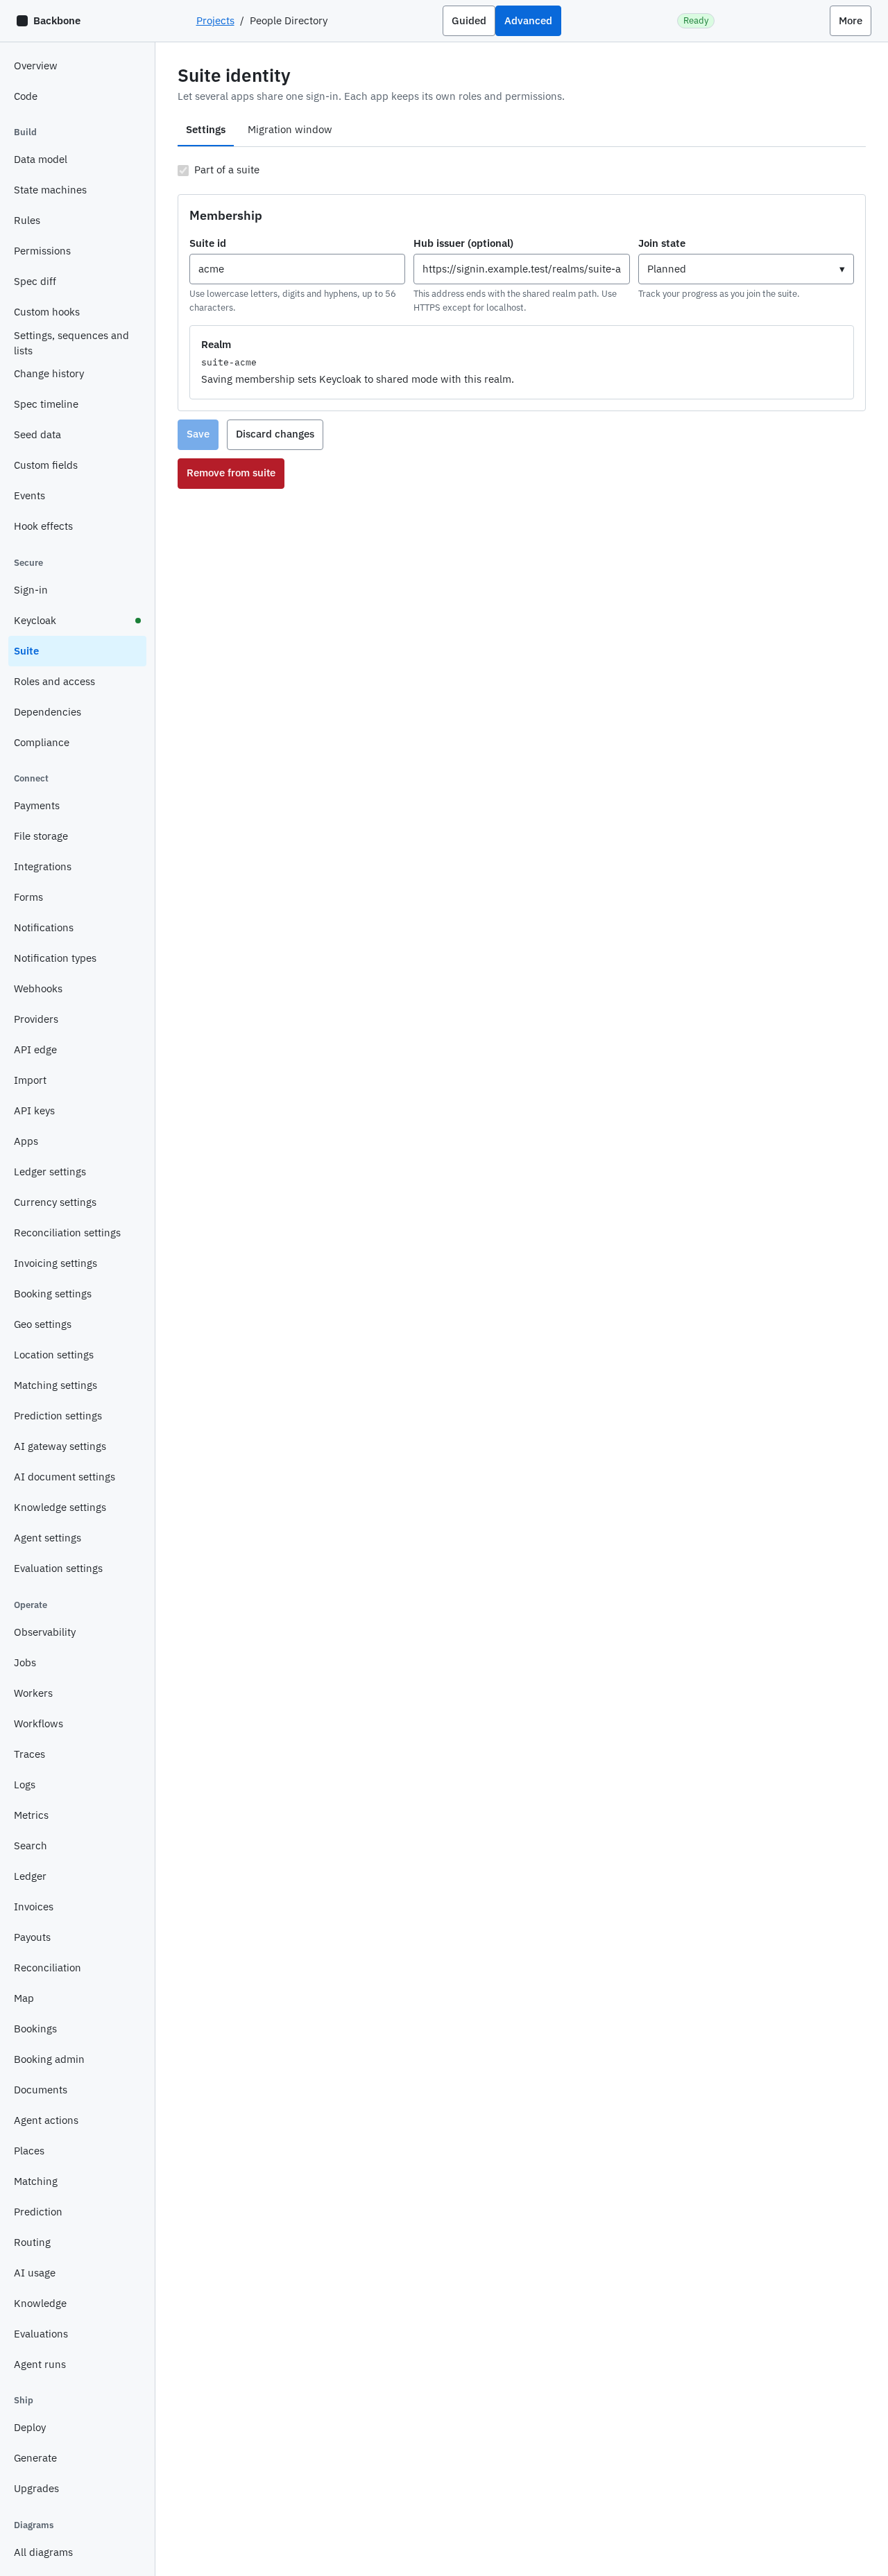 Backbone
Projects / People Directory
Guided
Advanced
Ready
More
Overview
Code
Build
Data model
State machines
Rules
Permissions
Spec diff
Custom hooks
Settings, sequences and
lists
Change history
Spec timeline
Seed data
Custom fields
Events
Hook effects
Secure
Sign-in
Keycloak
Suite
Roles and access
Dependencies
Compliance
Connect
Payments
File storage
Integrations
Forms
Notifications
Notification types
Webhooks
Providers
API edge
Import
API keys
Apps
Ledger settings
Currency settings
Reconciliation settings
Invoicing settings
Booking settings
Geo settings
Location settings
Matching settings
Prediction settings
AI gateway settings
AI document settings
Knowledge settings
Agent settings
Evaluation settings
Operate
Observability
Jobs
Workers
Workflows
Traces
Logs
Metrics
Search
Ledger
Invoices
Payouts
Reconciliation
Map
Bookings
Booking admin
Documents
Agent actions
Places
Matching
Prediction
Routing
AI usage
Knowledge
Evaluations
Agent runs
Ship
Deploy
Generate
Upgrades
Diagrams
All diagrams
Suite identity
Let several apps share one sign-in. Each app keeps its own roles and permissions.
Settings
Migration window
Part of a suite
Membership
Suite id
acme
Use lowercase letters, digits and hyphens, up to 56
characters.
Hub issuer (optional)
https://signin.example.test/realms/suite-a
This address ends with the shared realm path. Use
HTTPS except for localhost.
Join state
Planned
Track your progress as you join the suite.
Realm
suite-acme
Saving membership sets Keycloak to shared mode with this realm.
Save
Discard changes
Remove from suite